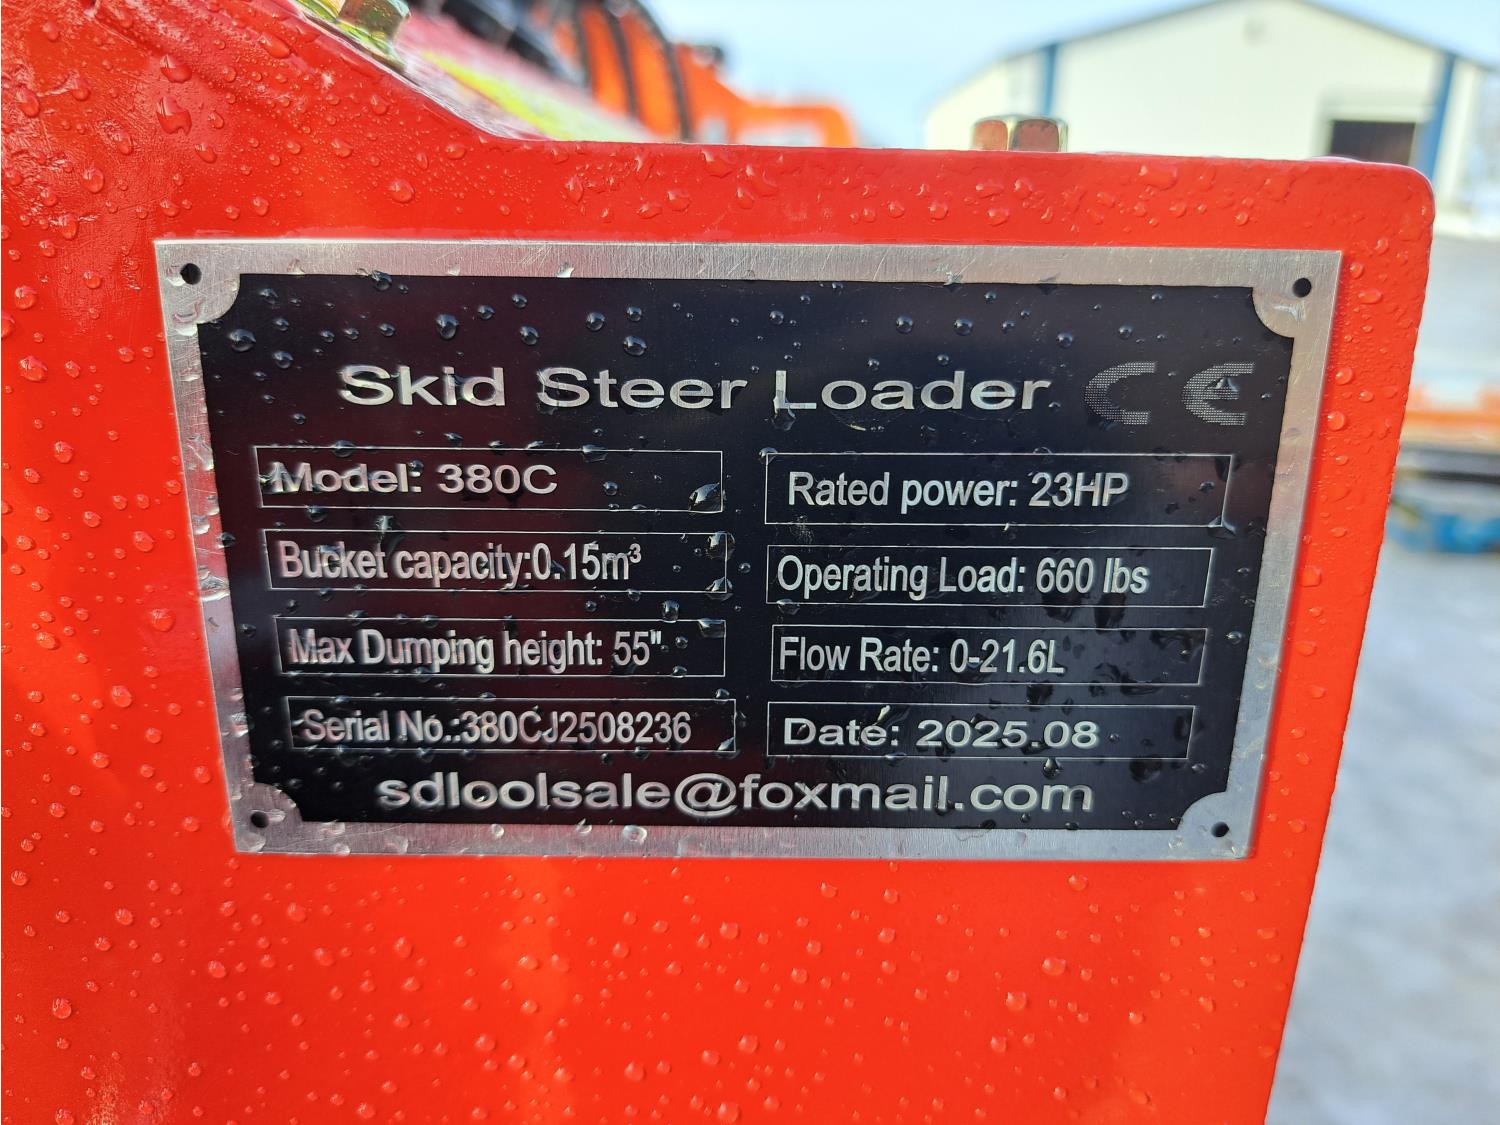 Skid Steer Loader CE
Model: 380C
Rated power: 23HP
Bucket capacity:0.15m³
Operating Load: 660 lbs
Max Dumping height: 55"
Flow Rate: 0-21.6L
Serial No.:380CJ2508236
Date: 2025.08
sdloolsale@foxmail.com